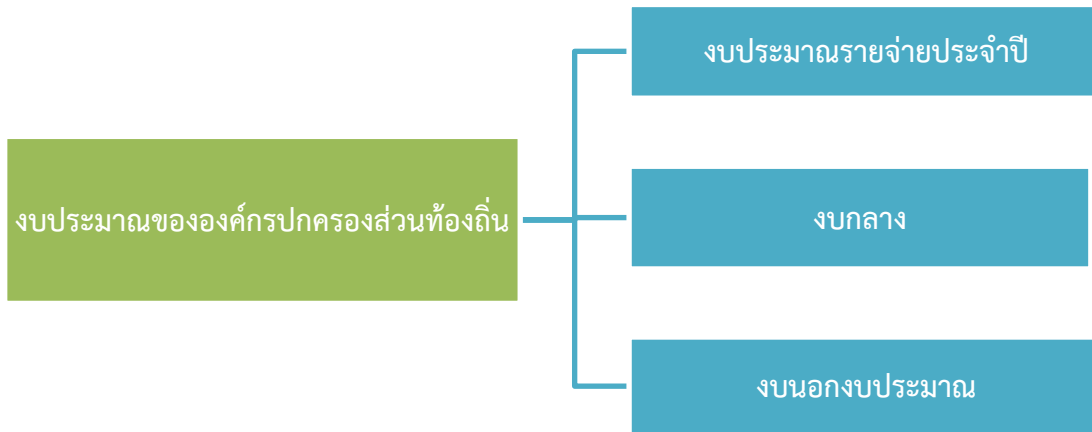 งบประมาณรายจ่ายประจำปี
งบประมาณขององค์กรปกครองส่วนท้องถิ่น
งบกลาง
งบนอกงบประมาณ